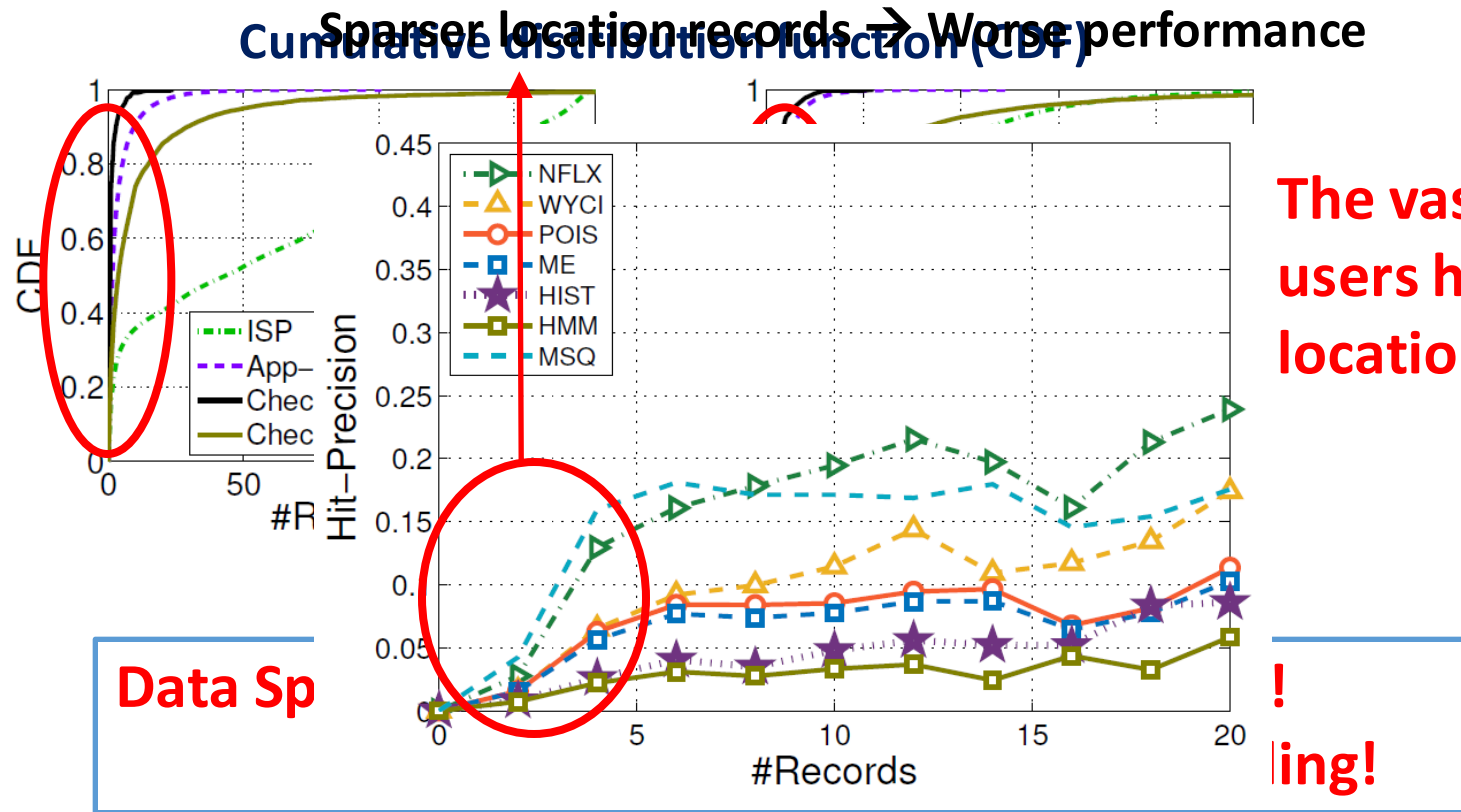 Sparser location records → Worse performance
Cumulative distribution function (CDF)
1
0.8
0.6
0.4
0.2
0
CDF
0
50
ISP
App-
Chec
Chec
#R
1
The vas
users h
locatio
0.45
0.4
0.35
0.3
0.25
0.2
0.15
0.
0.05
0
Hit-Precision
NFLX
WYCI
POIS
ME
HIST
HMM
MSQ
0
5
10
15
20
#Records
Data Sp
!
ling!